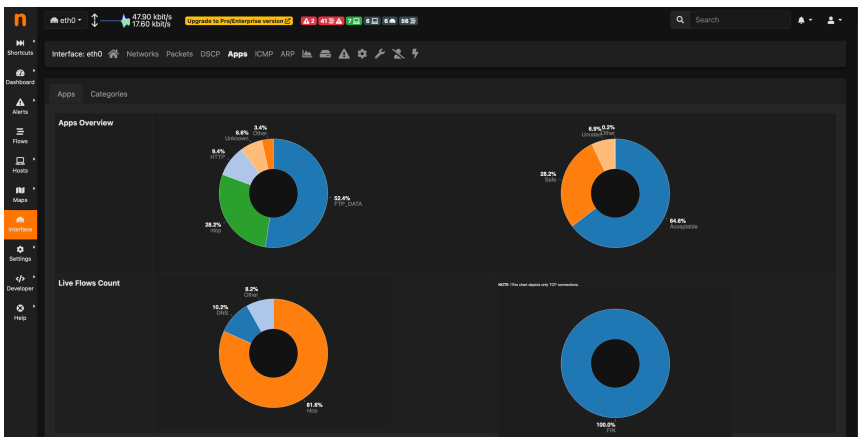 n
eth0
47.90 kbit/s
17.60 kbit/s
Upgrade to Pro/Enterprise version
2
41
7
6
6
56
Search
Shortcuts
Dashboard
Alerts
Flows
Hosts
Maps
Interface
Settings
Developer
Help
Interface: eth0 Networks Packets DSCP Apps ICMP ARP
Apps Categories
Apps Overview
3.4%
Other
6.6%
Unknown
9.4%
HTTP
28.2%
ntop
52.4%
FTP_DATA
6.9%
Unrated
0.2%
Other
28.2%
Safe
64.6%
Acceptable
Live Flows Count
8.2%
Other
10.2%
DNS
81.6%
ntop
NOTE :This chart depicts only TCP connections.
100.0%
FIN